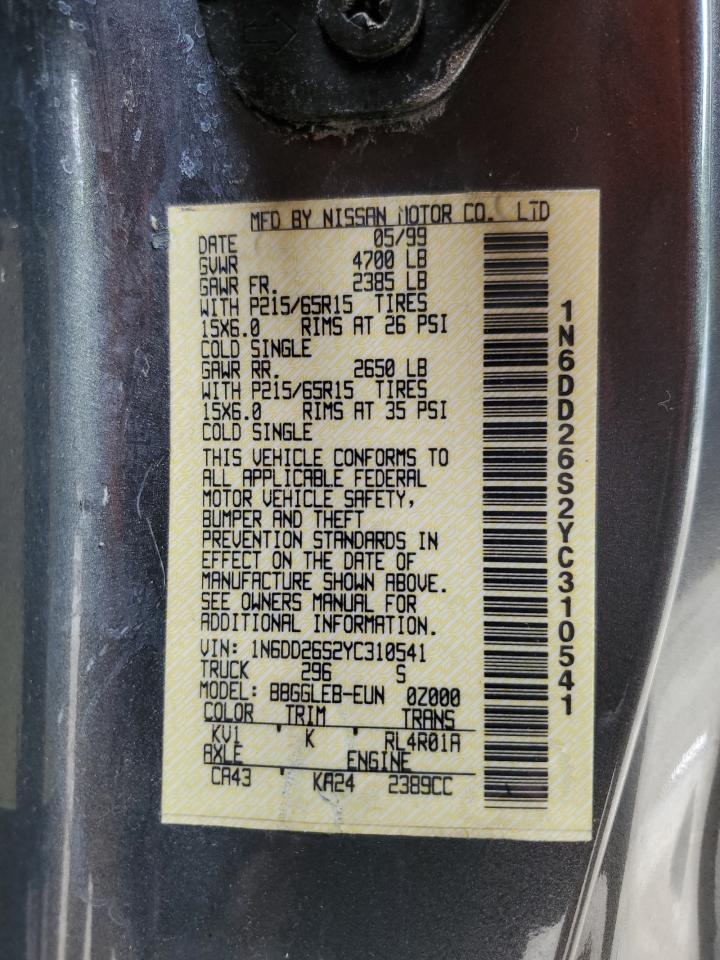 MFD BY NISSAN MOTOR CO. LTD
DATE 05/99
GVWR 4700 LB
GAWR FR. 2385 LB
WITH P215/65R15 TIRES
15X6.0 RIMS AT 26 PSI
COLD SINGLE
GAWR RR. 2650 LB
WITH P215/65R15 TIRES
15X6.0 RIMS AT 35 PSI
COLD SINGLE
THIS VEHICLE CONFORMS TO
ALL APPLICABLE FEDERAL
MOTOR VEHICLE SAFETY,
BUMPER AND THEFT
PREVENTION STANDARDS IN
EFFECT ON THE DATE OF
MANUFACTURE SHOWN ABOVE.
SEE OWNERS MANUAL FOR
ADDITIONAL INFORMATION.
VIN: 1N6DD26S2YC310541
TRUCK 296 S
MODEL: BBGGLEB-EUN 0Z000
COLOR TRIM TRANS
KV1 K RL4R01A
AXLE ENGINE
CA43 KA24 2389CC
1N6DD26S2YC310541